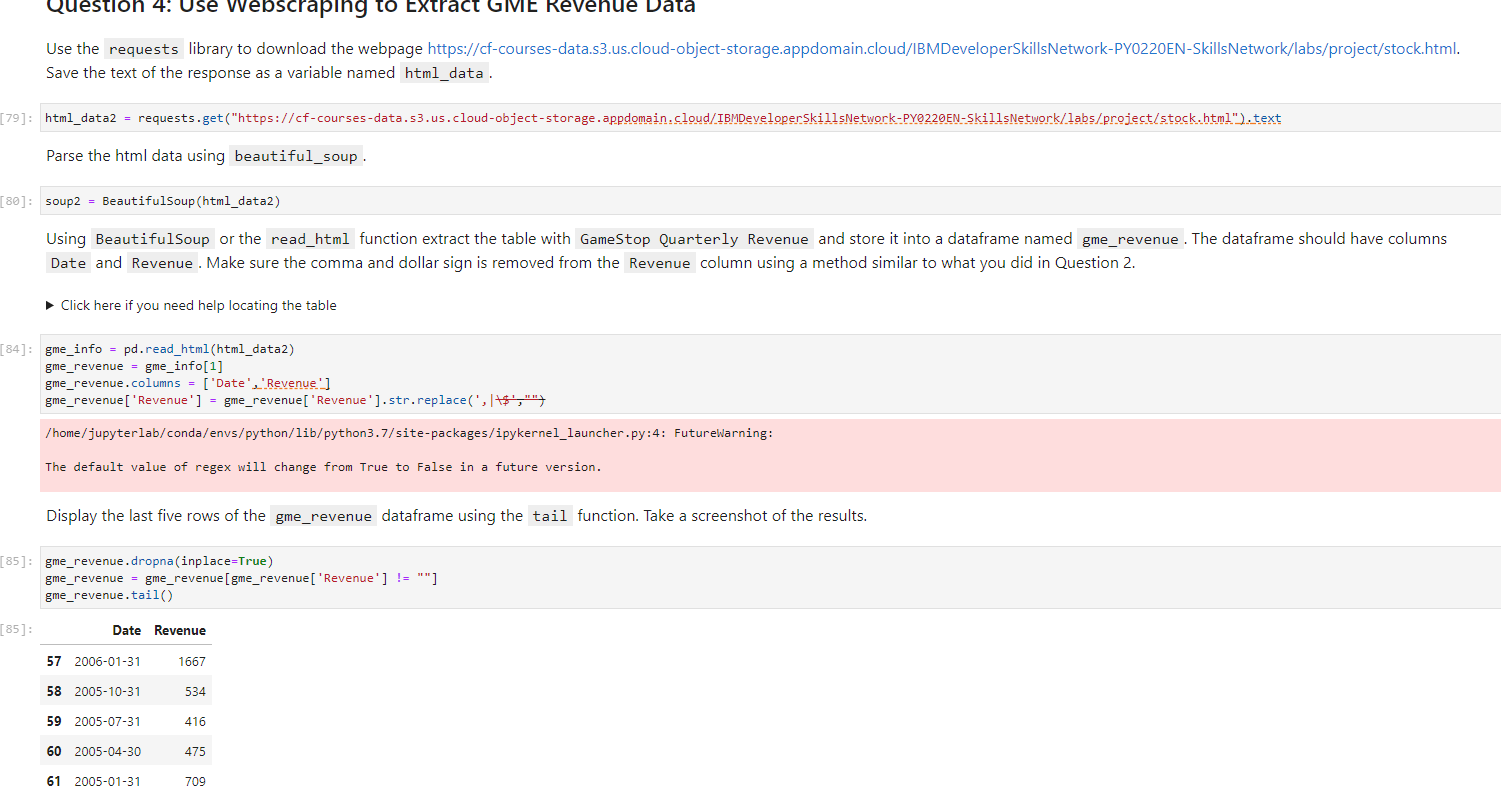 Question 4: Use Webscraping to Extract GME Revenue Data
Use the requests library to download the webpage https://cf-courses-data.s3.us.cloud-object-storage.appdomain.cloud/IBMDeveloperSkillsNetwork-PY0220EN-SkillsNetwork/labs/project/stock.html.
Save the text of the response as a variable named html_data.
[79]: html_data2 = requests.get("https://cf-courses-data.s3.us.cloud-object-storage.appdomain.cloud/IBMDeveloperSkillsNetwork-PY0220EN-SkillsNetwork/labs/project/stock.html").text
Parse the html data using beautiful_soup.
[80]: soup2 = BeautifulSoup(html_data2)
Using BeautifulSoup or the read_html function extract the table with GameStop Quarterly Revenue and store it into a dataframe named gme_revenue. The dataframe should have columns
Date and Revenue. Make sure the comma and dollar sign is removed from the Revenue column using a method similar to what you did in Question 2.
▶ Click here if you need help locating the table
[84]: gme_info = pd.read_html(html_data2)
gme_revenue = gme_info[1]
gme_revenue.columns = ['Date','Revenue']
gme_revenue['Revenue'] = gme_revenue['Revenue'].str.replace(',|\$',"")
/home/jupyterlab/conda/envs/python/lib/python3.7/site-packages/ipykernel_launcher.py:4: FutureWarning:
The default value of regex will change from True to False in a future version.
Display the last five rows of the gme_revenue dataframe using the tail function. Take a screenshot of the results.
[85]: gme_revenue.dropna(inplace=True)
gme_revenue = gme_revenue[gme_revenue['Revenue'] != ""]
gme_revenue.tail()
[85]: Date Revenue
57 2006-01-31 1667
58 2005-10-31 534
59 2005-07-31 416
60 2005-04-30 475
61 2005-01-31 709